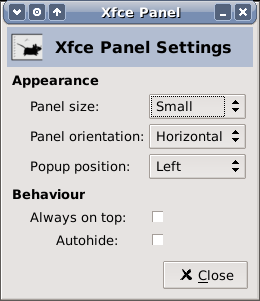 Xfce Panel
Xfce Panel Settings
Appearance
Panel size: Small
Panel orientation: Horizontal
Popup position: Left
Behaviour
Always on top:
Autohide:
Close